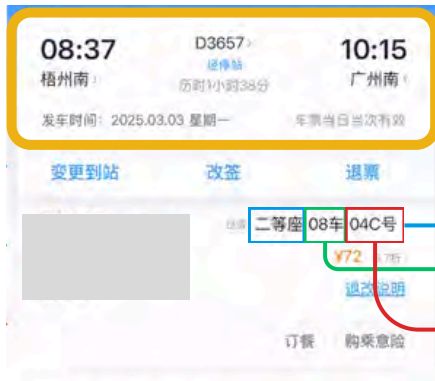 08:37 D3657 10:15
梧州南 经停站 广州南
历时1小时38分
发车时间：2025.03.03 星期一 车票当日当次有效
变更到站 改签 退票
二等座 08车 04C号
¥72
退改说明
订餐 购乘意险